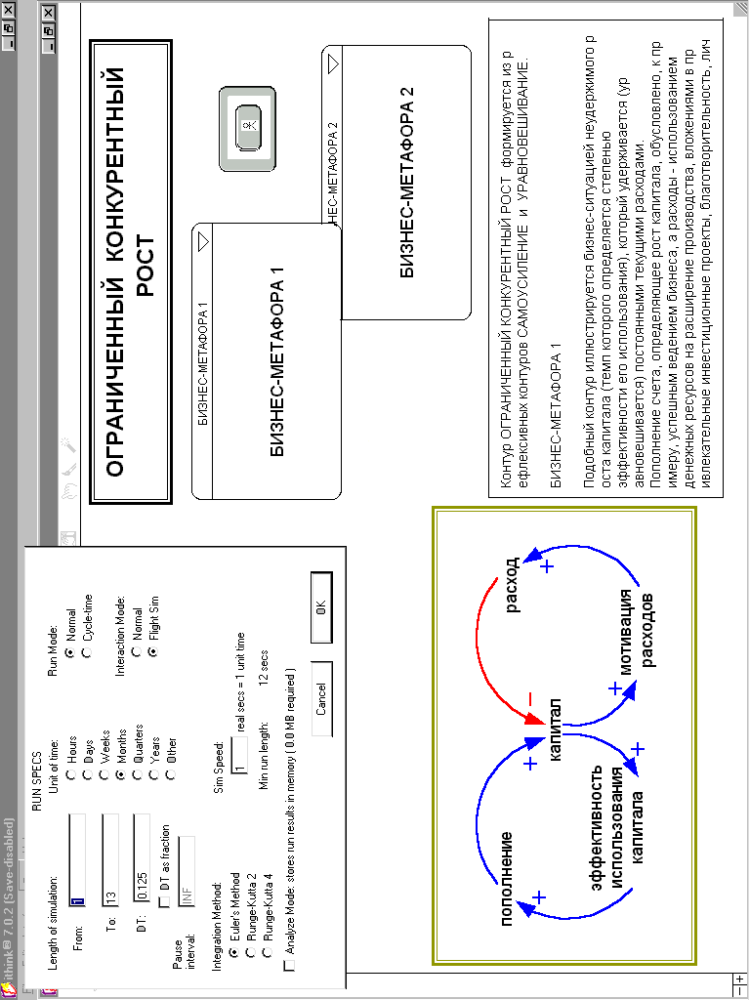 ithink® 7.0.2 (Save-disabled)
RUN SPECS
Length of simulation:
From:
1
To:
13
DT:
0.125
DT as fraction
Pause
interval:
INF
Integration Method:
Euler's Method
Runge-Kutta 2
Runge-Kutta 4
Analyze Mode: stores run results in memory ( 0.0 MB required )
Unit of time:
Hours
Days
Weeks
Months
Quarters
Years
Other
Run Mode:
Normal
Cycle-time
Interaction Mode:
Normal
Flight Sim
Sim Speed:
1
real secs = 1 unit time
Min run length:
12 secs
Cancel
OK
ОГРАНИЧЕННЫЙ КОНКУРЕНТНЫЙ
РОСТ
БИЗНЕС-МЕТАФОРА 1
БИЗНЕС-МЕТАФОРА 1
НЕС-МЕТАФОРА 2
БИЗНЕС-МЕТАФОРА 2
пополнение
+
+
капитал
–
расход
+
мотивация
расходов
+
+
эффективность
использования
капитала
Контур ОГРАНИЧЕННЫЙ КОНКУРЕНТНЫЙ РОСТ формируется из р
ефлексивных контуров САМОУСИЛЕНИЕ и УРАВНОВЕШИВАНИЕ.
БИЗНЕС-МЕТАФОРА 1
Подобный контур иллюстрируется бизнес-ситуацией неудержимого р
оста капитала (темп которого определяется степенью
эффективности его использования), который удерживается (ур
авновешивается) постоянными текущими расходами.
Пополнение счета, определяющее рост капитала, обусловлено, к пр
имеру, успешным ведением бизнеса, а расходы - использованием
денежных ресурсов на расширение производства, вложениями в пр
ивлекательные инвестиционные проекты, благотворительность, лич